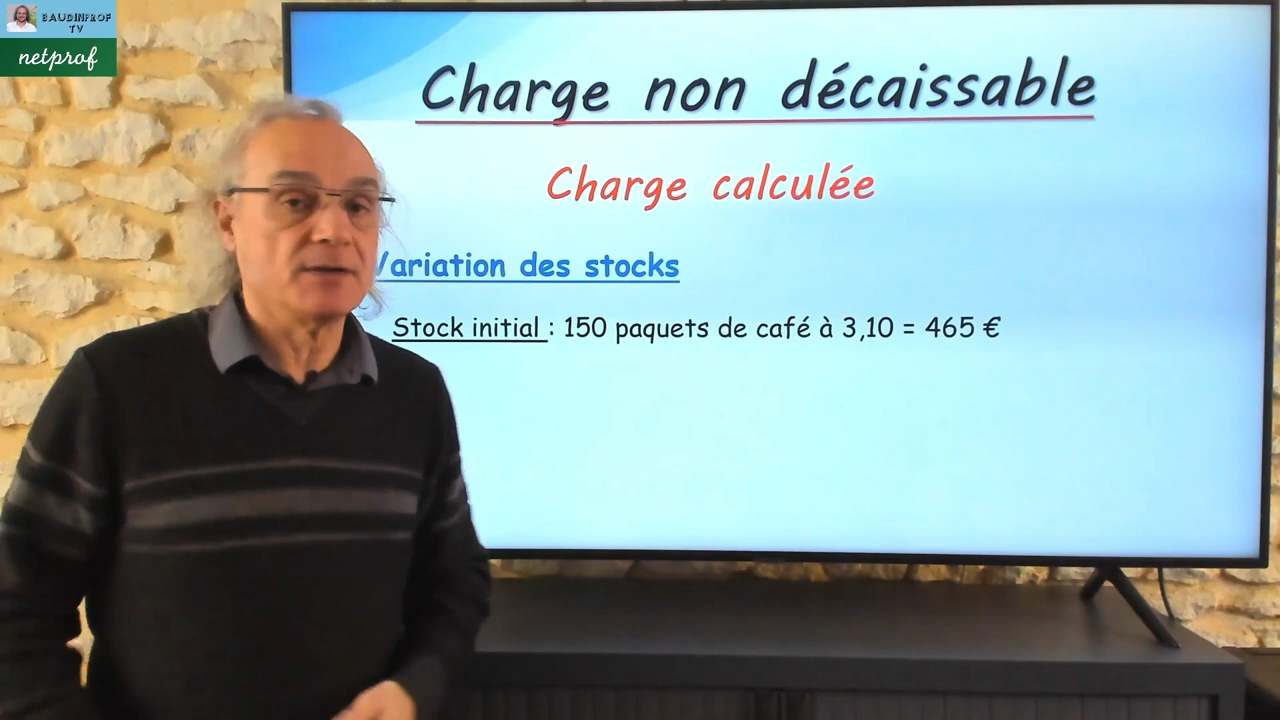 BAUDINPROF
TV
netprof
Charge non décaissable
Charge calculée
Variation des stocks
Stock initial : 150 paquets de café à 3,10 = 465 €